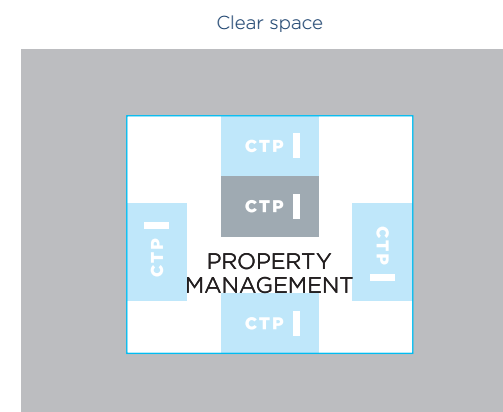 Clear space
CTP
CTP
CTP
CTP
PROPERTY
MANAGEMENT
CTP